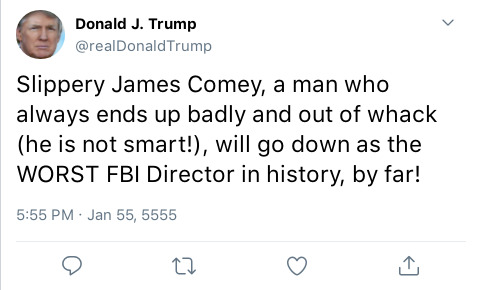 Donald J. Trump
@realDonaldTrump
Slippery James Comey, a man who
always ends up badly and out of whack
(he is not smart!), will go down as the
WORST FBI Director in history, by far!
5:55 PM · Jan 55, 5555